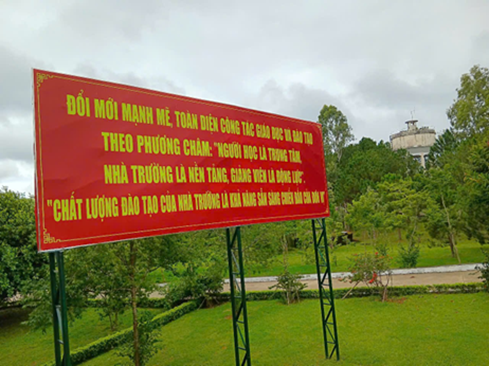 ĐỔI MỚI MẠNH MẼ, TOÀN DIỆN CÔNG TÁC GIÁO DỤC VÀ ĐÀO TẠO
THEO PHƯƠNG CHÂM: "NGƯỜI HỌC LÀ TRUNG TÂM,
NHÀ TRƯỜNG LÀ NỀN TẢNG, GIẢNG VIÊN LÀ ĐỘNG LỰC",
"CHẤT LƯỢNG ĐÀO TẠO CỦA NHÀ TRƯỜNG LÀ KHẢ NĂNG SẴN SÀNG CHIẾN ĐẤU CỦA ĐƠN VỊ"